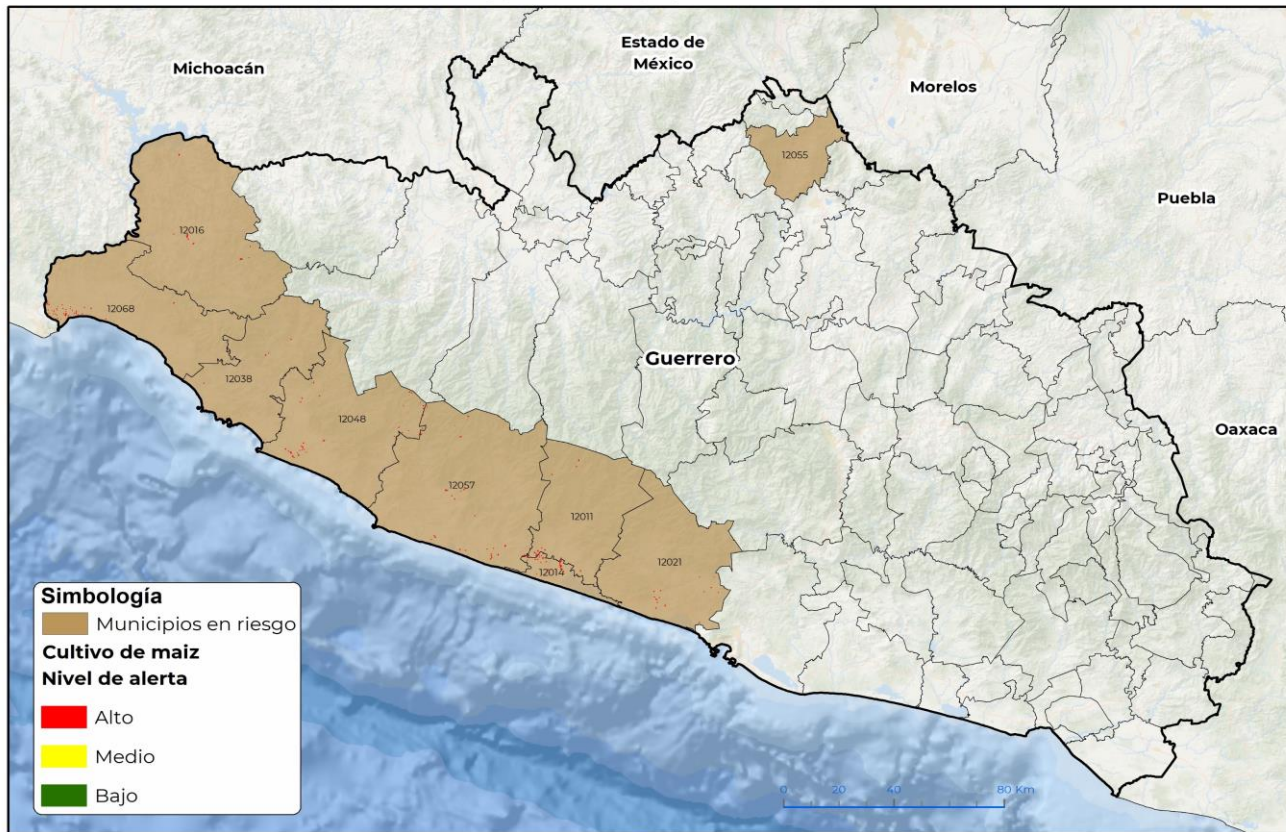 Estado de
México
Michoacán
Morelos
12055
Puebla
12016
12068
Guerrero
12038
12048
Oaxaca
12057
12011
12021
12014
Simbología
Municipios en riesgo
Cultivo de maiz
Nivel de alerta
Alto
Medio
Bajo
0 20 40 80 Km